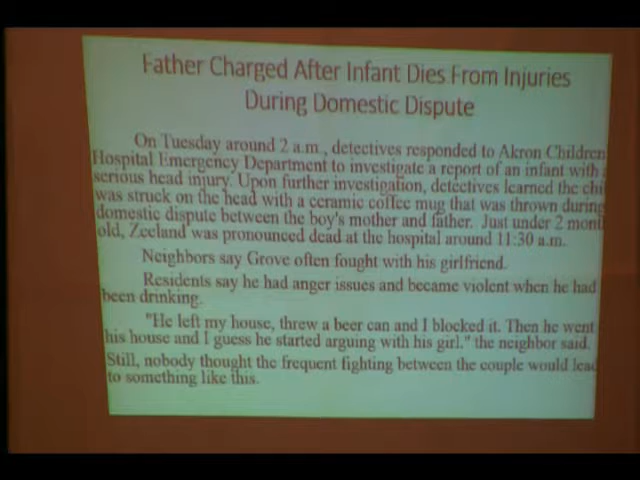 Father Charged After Infant Dies From Injuries
During Domestic Dispute
On Tuesday around 2 a.m., detectives responded to Akron Children
Hospital Emergency Department to investigate a report of an infant with a
serious head injury. Upon further investigation, detectives learned the chi
was struck on the head with a ceramic coffee mug that was thrown during
domestic dispute between the boy's mother and father. Just under 2 mont
old, Zeeland was pronounced dead at the hospital around 11:30 a.m.
Neighbors say Grove often fought with his girlfriend.
Residents say he had anger issues and became violent when he had
been drinking.
"He left my house, threw a beer can and I blocked it. Then he went
his house and I guess he started arguing with his girl." the neighbor said.
Still, nobody thought the frequent fighting between the couple would lead
to something like this.